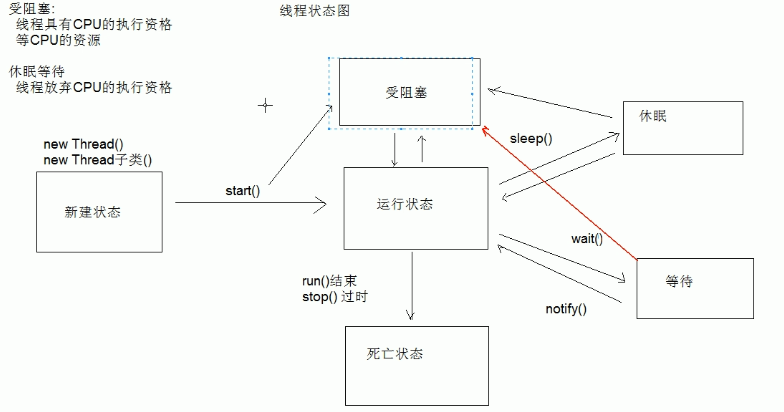 受阻塞:
线程具有CPU的执行资格
等CPU的资源
休眠等待
线程放弃CPU的执行资格
线程状态图
受阻塞
休眠
sleep()
new Thread()
new Thread子类()
新建状态
start()
运行状态
wait()
等待
notify()
run()结束
stop() 过时
死亡状态